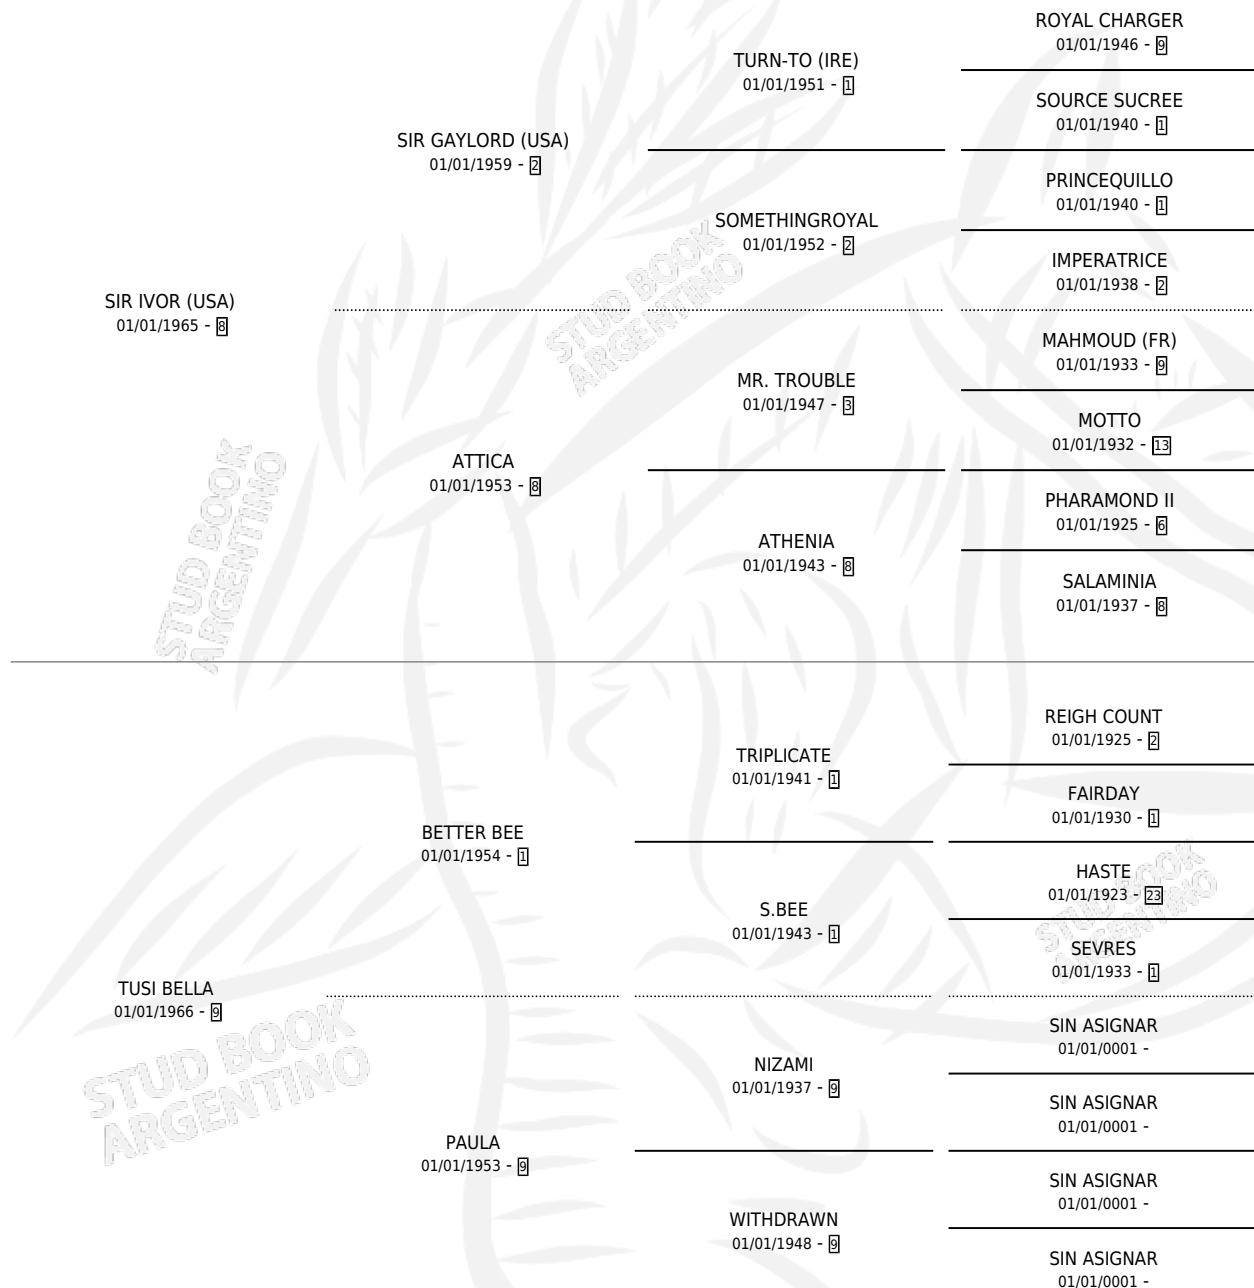 SIR IVOR (USA)
01/01/1965 - 8
SIR GAYLORD (USA)
01/01/1959 - 2
TURN-TO (IRE)
01/01/1951 - 1
ROYAL CHARGER
01/01/1946 - 9
SOURCE SUCREE
01/01/1940 - 1
SOMETHINGROYAL
01/01/1952 - 2
PRINCEQUILLO
01/01/1940 - 1
IMPERATRICE
01/01/1938 - 2
ATTICA
01/01/1953 - 8
MR. TROUBLE
01/01/1947 - 3
MAHMOUD (FR)
01/01/1933 - 9
MOTTO
01/01/1932 - 13
ATHENIA
01/01/1943 - 8
PHARAMOND II
01/01/1925 - 6
SALAMINIA
01/01/1937 - 8
TUSI BELLA
01/01/1966 - 9
BETTER BEE
01/01/1954 - 1
TRIPLICATE
01/01/1941 - 1
REIGH COUNT
01/01/1925 - 2
FAIRDAY
01/01/1930 - 1
S.BEE
01/01/1943 - 1
HASTE
01/01/1923 - 23
SEVRES
01/01/1933 - 1
PAULA
01/01/1953 - 9
NIZAMI
01/01/1937 - 9
SIN ASIGNAR
01/01/0001 -
SIN ASIGNAR
01/01/0001 -
WITHDRAWN
01/01/1948 - 9
SIN ASIGNAR
01/01/0001 -
SIN ASIGNAR
01/01/0001 -
STUD BOOK
ARGENTINO
STUD BOOK
ARGENTINO
STUD BOOK
ARGENTINO
STUD BOOK
ARGENTINO